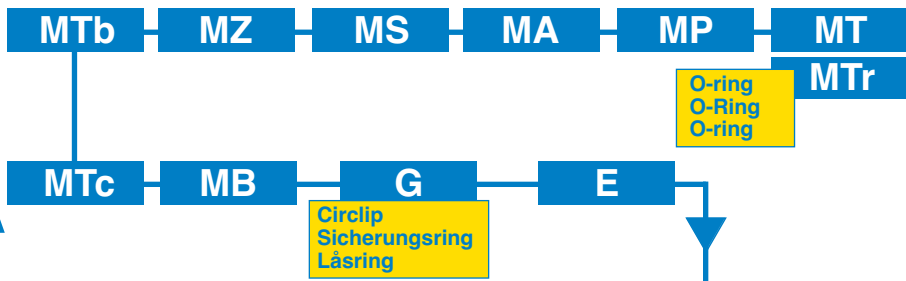 MTb MZ MS MA MP MT
MTr
O-ring
O-Ring
O-ring
MTc MB G E
Circlip
Sicherungsring
Låsring